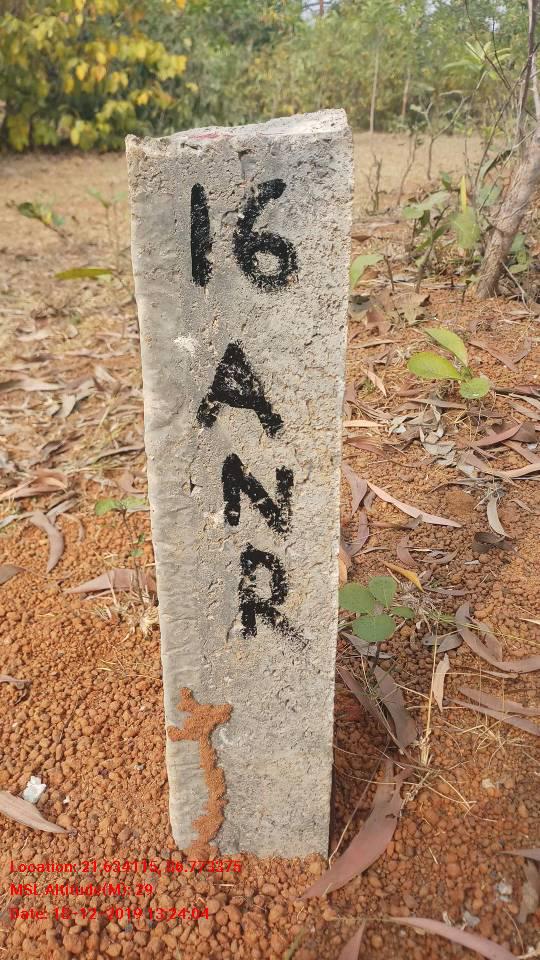 16
A
N
R
Location: 21.634115, 86.773375
MSL Altitude(M): 29
Date: 18-12-2019 13:24:04